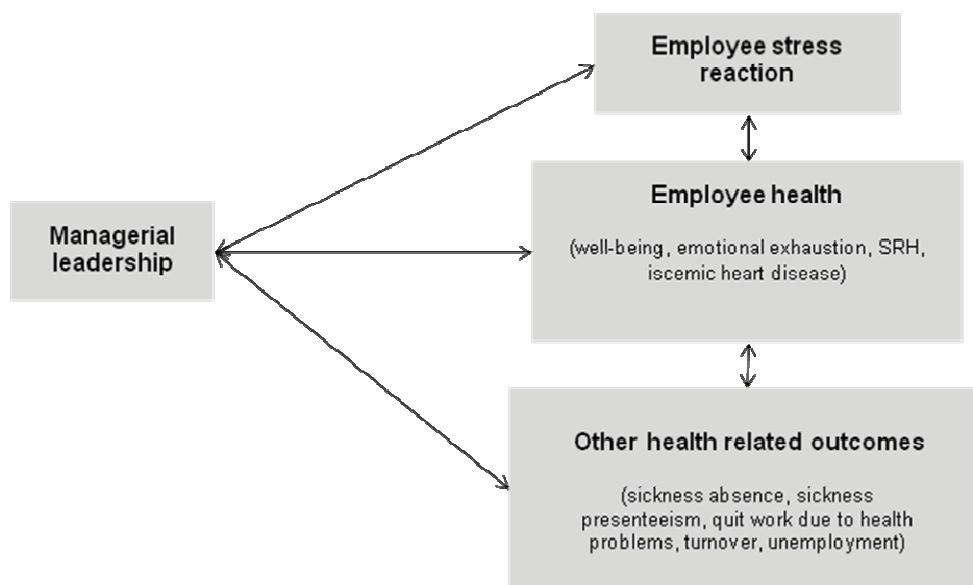 Employee stress
reaction
Employee health
(well-being, emotional exhaustion, SRH,
iscemic heart disease)
Managerial
leadership
Other health related outcomes
(sickness absence, sickness
presenteeism, quit work due to health
problems, turnover, unemployment)